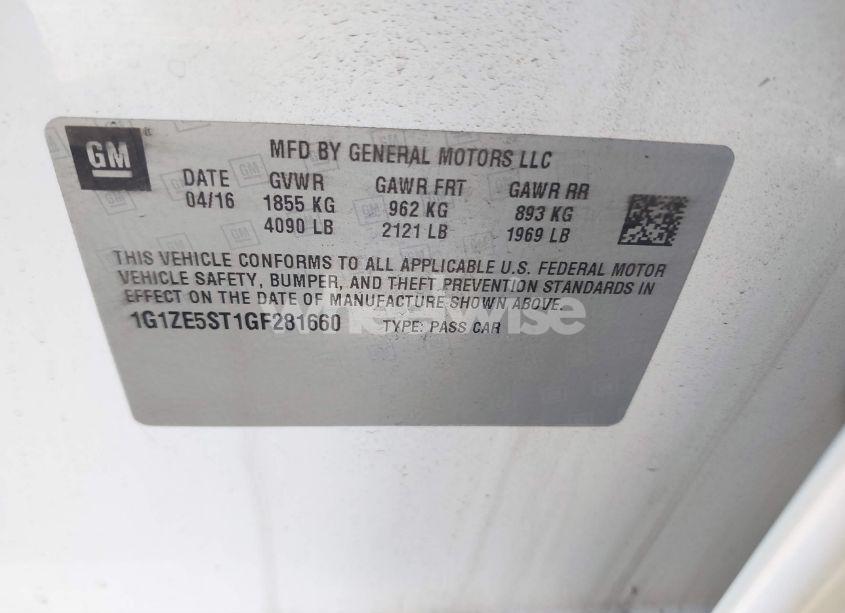 GM
MFD BY GENERAL MOTORS LLC
DATE GVWR GAWR FRT GAWR RR
04/16 1855 KG 962 KG 893 KG
4090 LB 2121 LB 1969 LB
THIS VEHICLE CONFORMS TO ALL APPLICABLE U.S. FEDERAL MOTOR
VEHICLE SAFETY, BUMPER, AND THEFT PREVENTION STANDARDS IN
EFFECT ON THE DATE OF MANUFACTURE SHOWN ABOVE.
1G1ZE5ST1GF281660 TYPE: PASS CAR
wheelwise